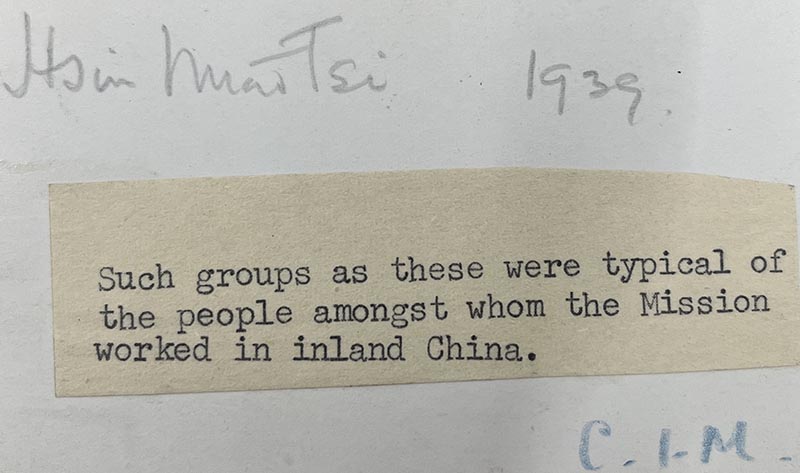 Hsin Mao Tsi 1939.
Such groups as these were typical of
the people amongst whom the Mission
worked in inland China.
C.I.M.